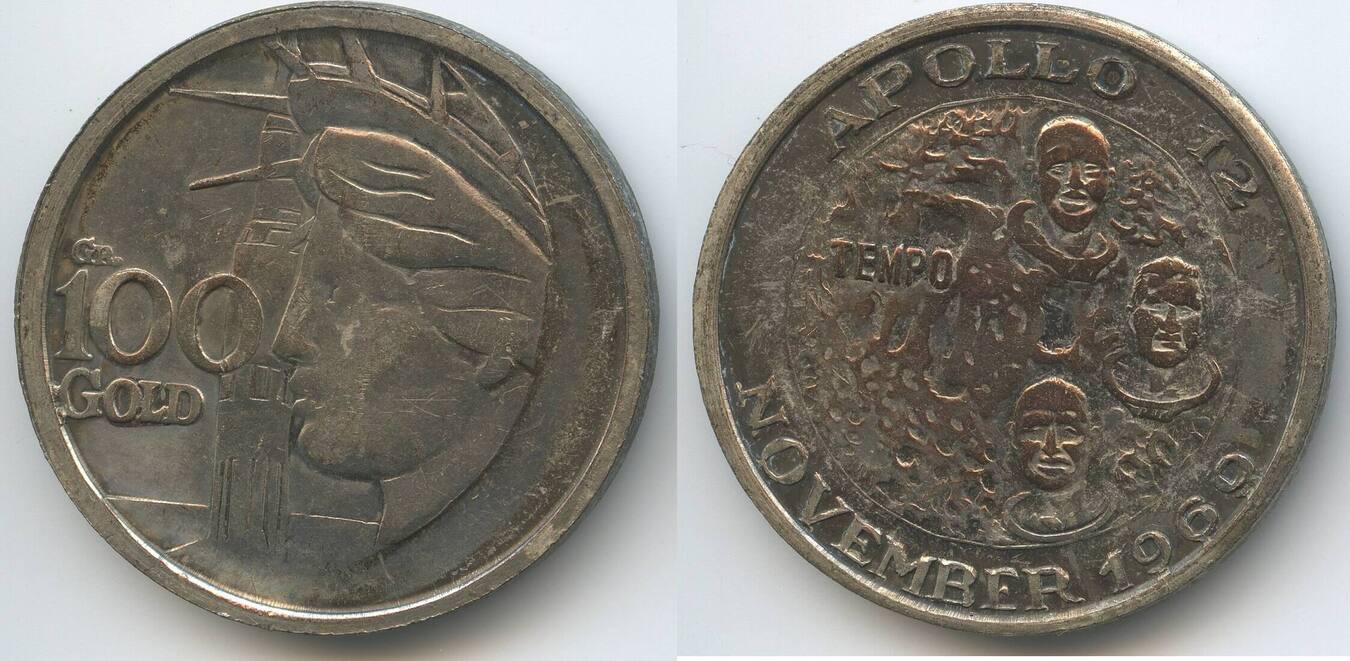 Gr.
100
GOLD
APOLLO 12
TEMPO
NOVEMBER 1969